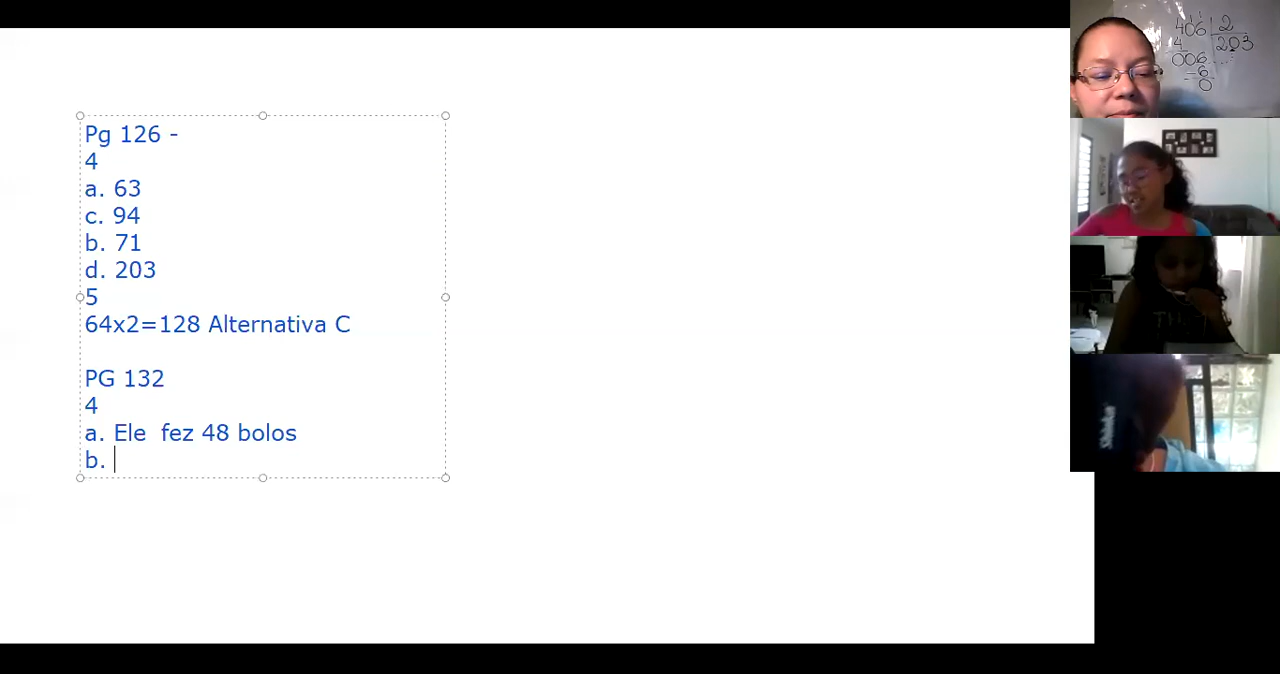 Pg 126 -
4
a. 63
c. 94
b. 71
d. 203
5
64x2=128 Alternativa C
PG 132
4
a. Ele  fez 48 bolos
b.
406 2
4 203
006
-6
0